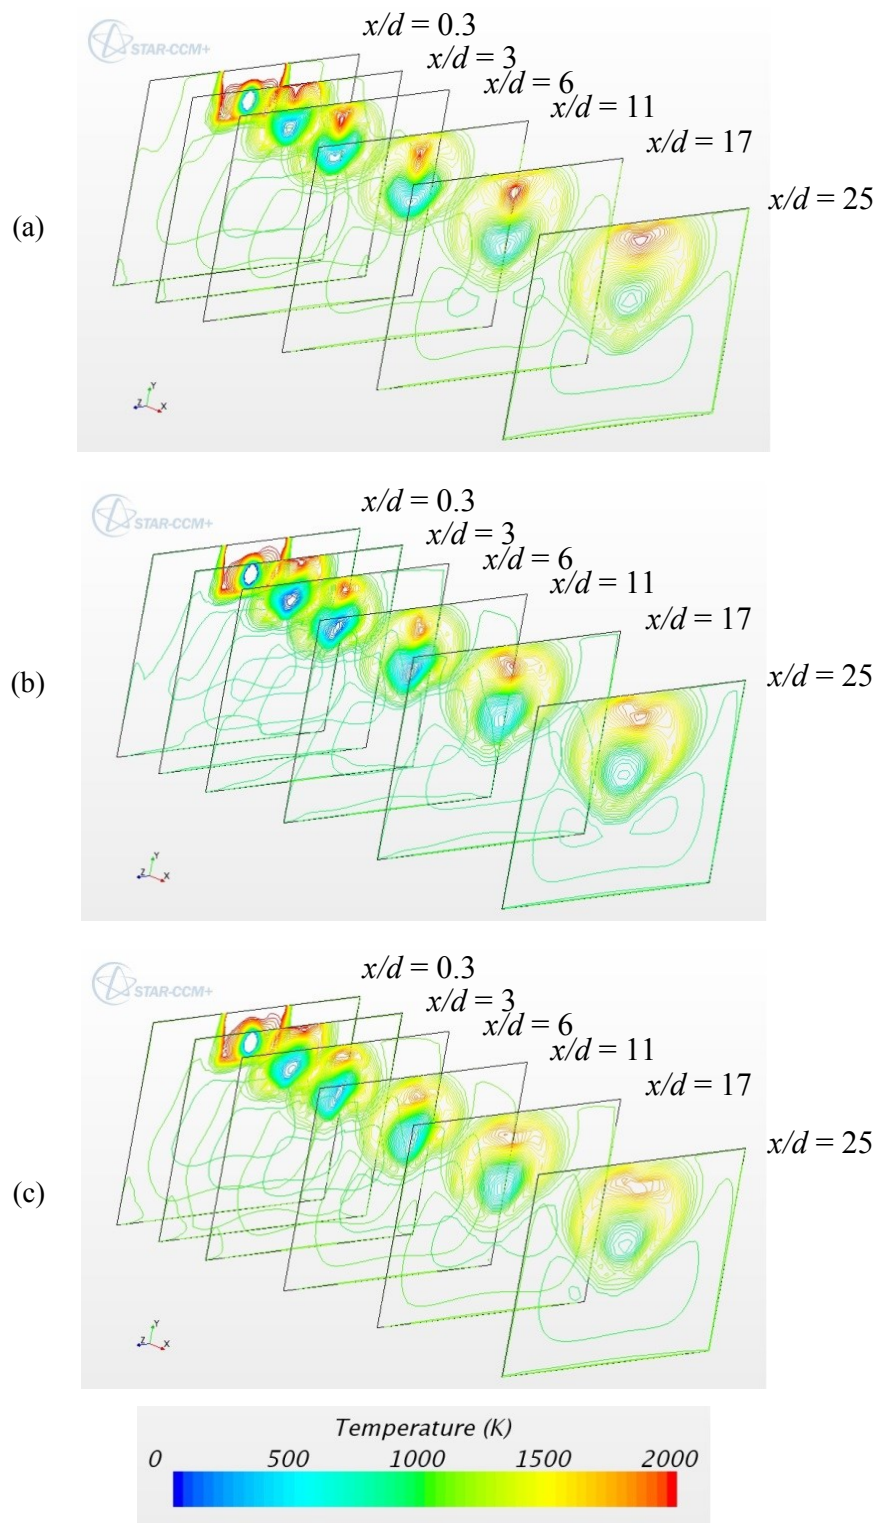 x/d = 0.3
STAR-CCM+
x/d = 3
x/d = 6
x/d = 11
x/d = 17
x/d = 25
(a)
Y
Z X
x/d = 0.3
STAR-CCM+
x/d = 3
x/d = 6
x/d = 11
x/d = 17
x/d = 25
(b)
Y
Z X
x/d = 0.3
STAR-CCM+
x/d = 3
x/d = 6
x/d = 11
x/d = 17
x/d = 25
(c)
Y
Z X
Temperature (K)
0 500 1000 1500 2000